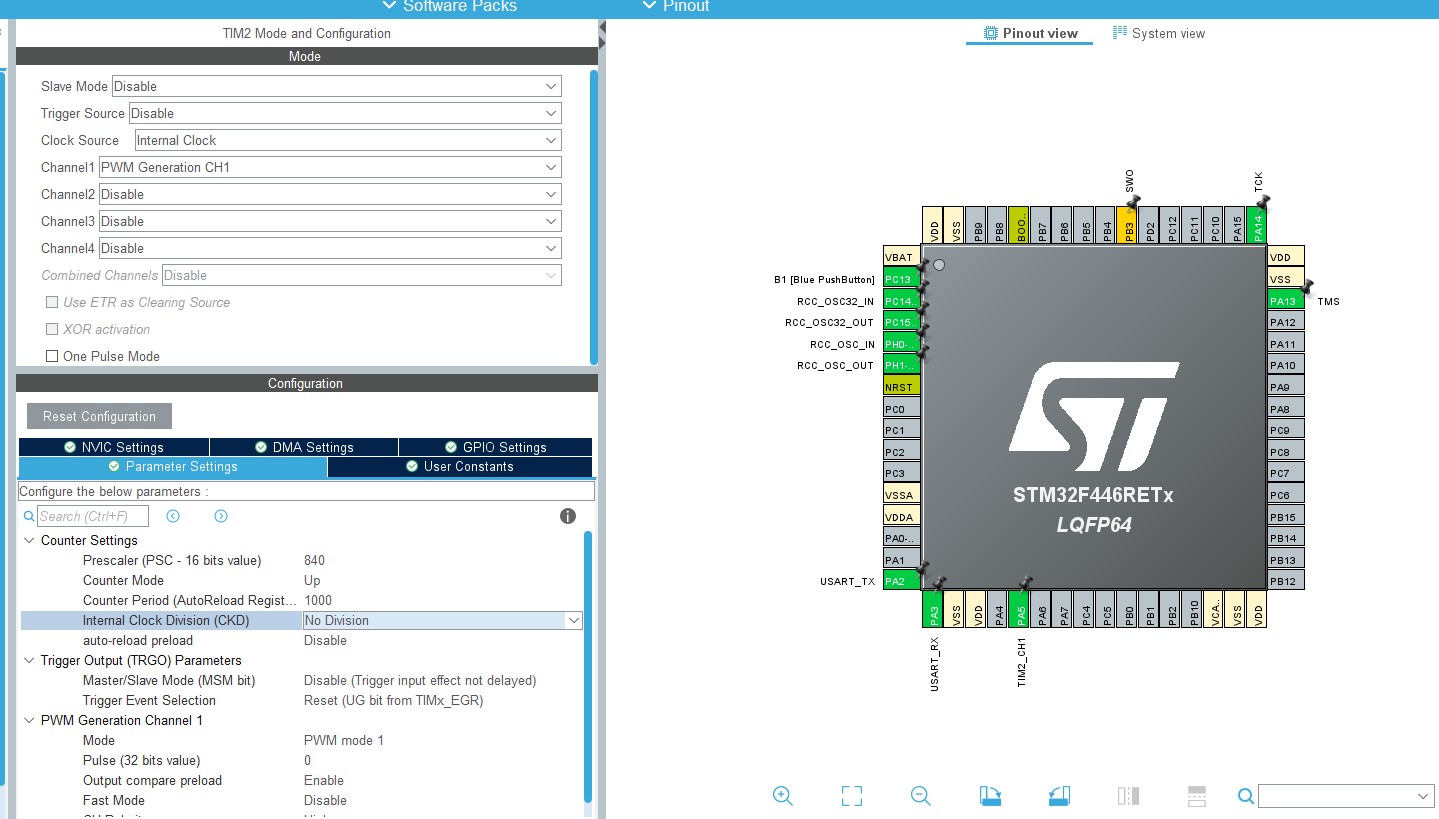 Software Packs
Pinout
TIM2 Mode and Configuration
Mode
Slave Mode Disable
Trigger Source Disable
Clock Source Internal Clock
Channel1 PWM Generation CH1
Channel2 Disable
Channel3 Disable
Channel4 Disable
Combined Channels Disable
Use ETR as Clearing Source
XOR activation
One Pulse Mode
Configuration
Reset Configuration
NVIC Settings
DMA Settings
GPIO Settings
Parameter Settings
User Constants
Configure the below parameters :
Search (Ctrl+F)
Counter Settings
Prescaler (PSC - 16 bits value) 840
Counter Mode Up
Counter Period (AutoReload Regist... 1000
Internal Clock Division (CKD) No Division
auto-reload preload Disable
Trigger Output (TRGO) Parameters
Master/Slave Mode (MSM bit) Disable (Trigger input effect not delayed)
Trigger Event Selection Reset (UG bit from TIMx_EGR)
PWM Generation Channel 1
Mode PWM mode 1
Pulse (32 bits value) 0
Output compare preload Enable
Fast Mode Disable
Pinout view
System view
SWO
TCK
VDD
VSS
PB9
PB8
BOO..
PB7
PB6
PB5
PB4
PB3
PD2
PC12
PC11
PC10
PA15
PA14
VBAT
B1 [Blue PushButton] PC13
RCC_OSC32_IN PC14..
RCC_OSC32_OUT PC15..
RCC_OSC_IN PH0-..
RCC_OSC_OUT PH1-..
NRST
PC0
PC1
PC2
PC3
VSSA
VDDA
PA0-..
PA1
USART_TX PA2
STM32F446RETx
LQFP64
VDD
VSS
PA13 TMS
PA12
PA11
PA10
PA9
PA8
PC9
PC8
PC7
PC6
PB15
PB14
PB13
PB12
PA3
VSS
VDD
PA4
PA5
PA6
PA7
PC4
PC5
PB0
PB1
PB2
PB10
VCA..
VSS
VDD
USART_RX
TIM2_CH1